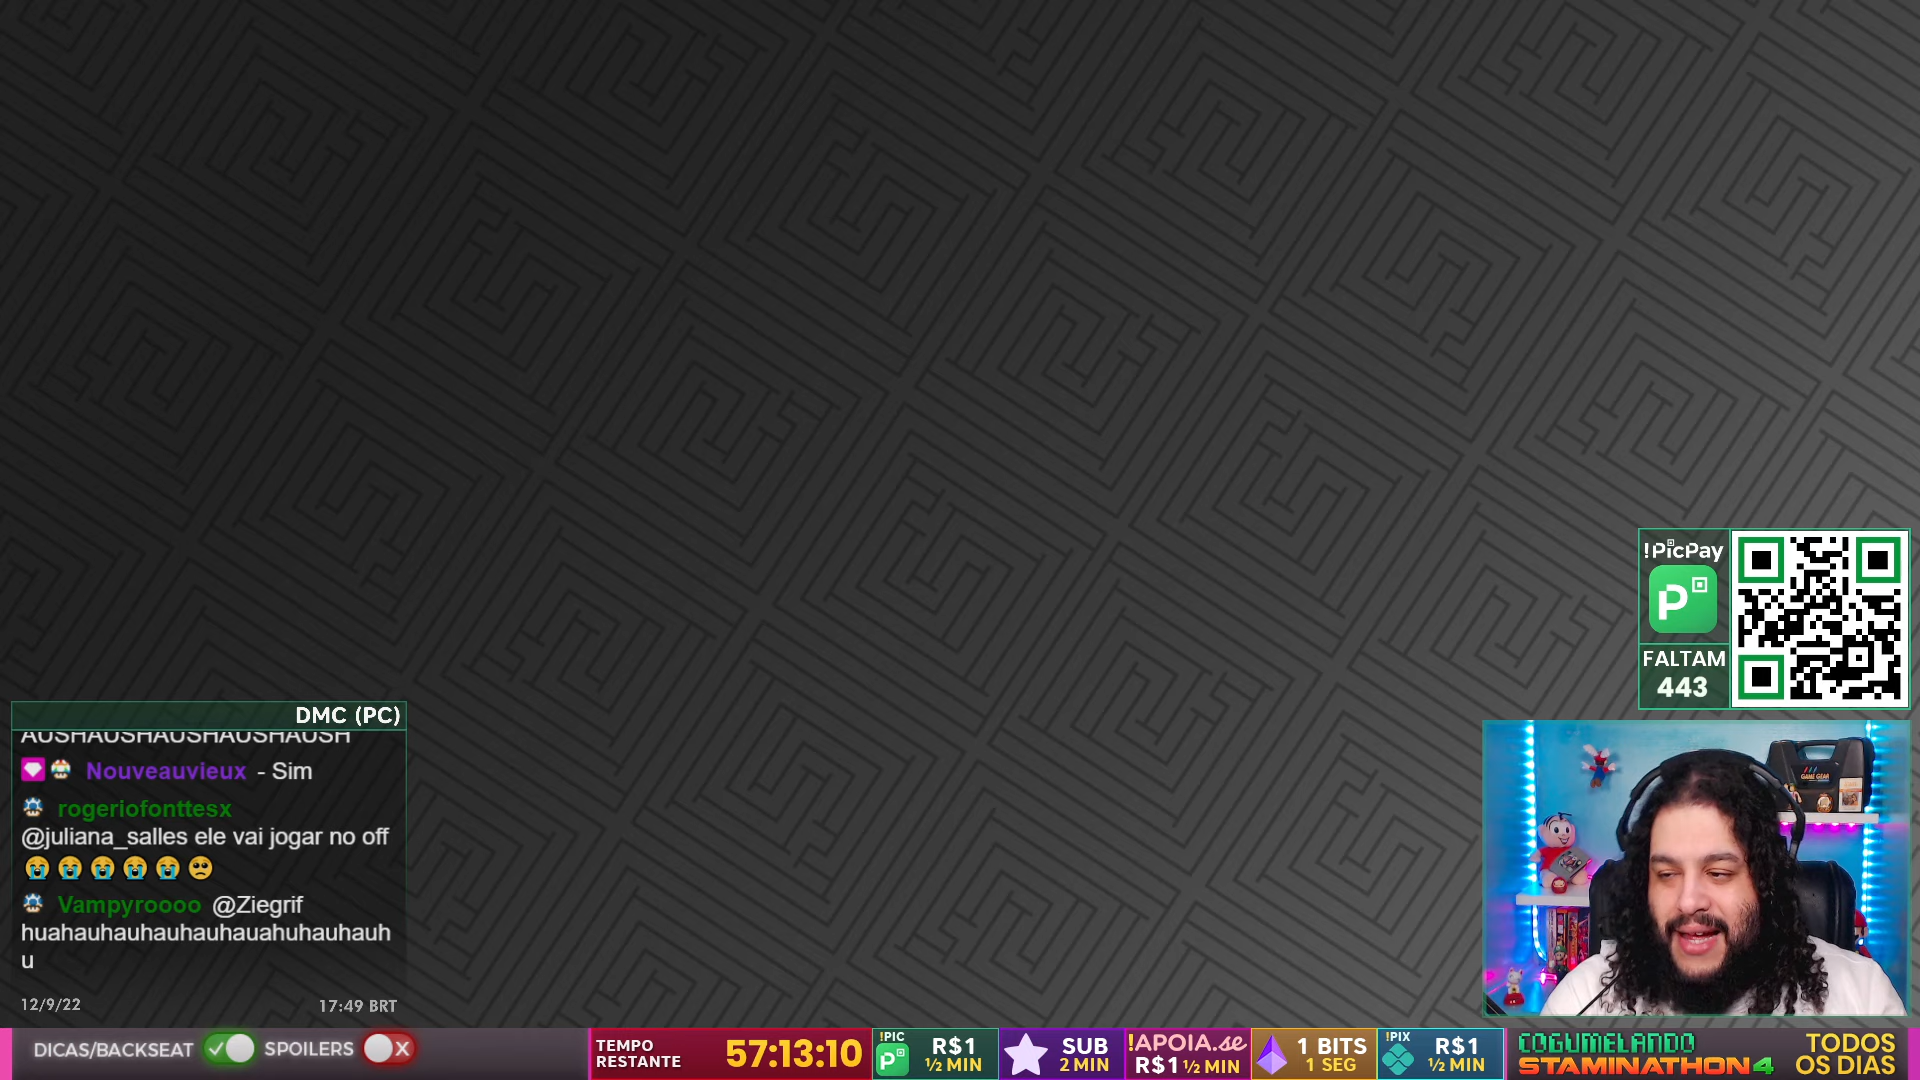 !PicPay
FALTAM
443
DMC (PC)
AUSHAUSHAUSHAUSHAUSH
Nouveauvieux - Sim
rogeriofonttesx
@juliana_salles ele vai jogar no off
Vampyroooo @Ziegrif
huahauhauhauhauhauahuhauhauh
u
12/9/22 17:49 BRT
DICAS/BACKSEAT SPOILERS X
TEMPO
RESTANTE
57:13:10
!PIC
R$1
½ MIN
SUB
2 MIN
!APOIA.se
R$1 ½ MIN
1 BITS
1 SEG
!PIX
R$1
½ MIN
COGUMELANDO
STAMINATHON 4
TODOS
OS DIAS
GAME GEAR